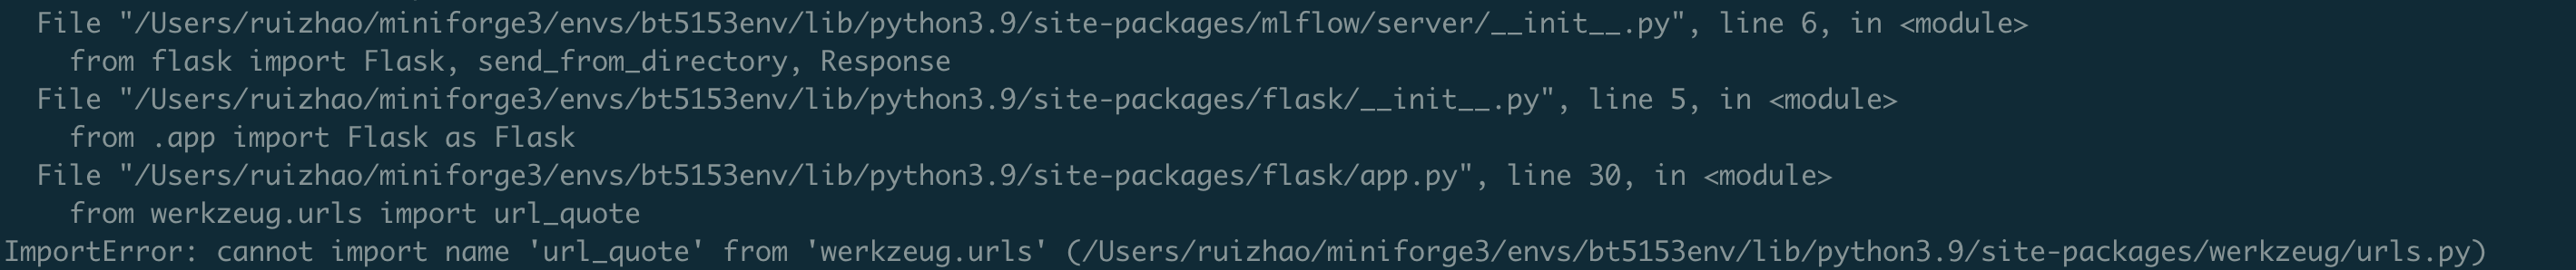 File "/Users/ruizhao/miniforge3/envs/bt5153env/lib/python3.9/site-packages/mlflow/server/__init__.py", line 6, in <module>
from flask import Flask, send_from_directory, Response
File "/Users/ruizhao/miniforge3/envs/bt5153env/lib/python3.9/site-packages/flask/__init__.py", line 5, in <module>
from .app import Flask as Flask
File "/Users/ruizhao/miniforge3/envs/bt5153env/lib/python3.9/site-packages/flask/app.py", line 30, in <module>
from werkzeug.urls import url_quote
ImportError: cannot import name 'url_quote' from 'werkzeug.urls' (/Users/ruizhao/miniforge3/envs/bt5153env/lib/python3.9/site-packages/werkzeug/urls.py)